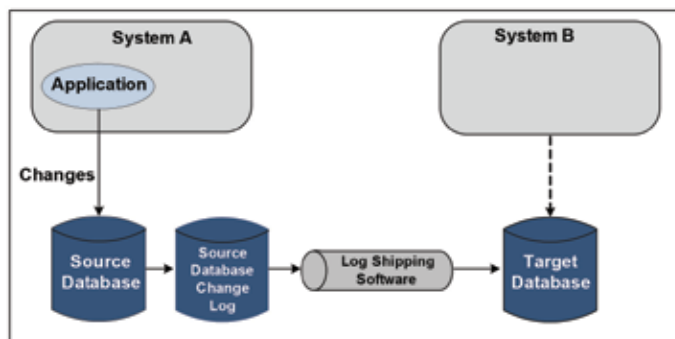 System A
System B
Application
Changes
Source
Database
Source
Database
Change
Log
Log Shipping
Software
Target
Database